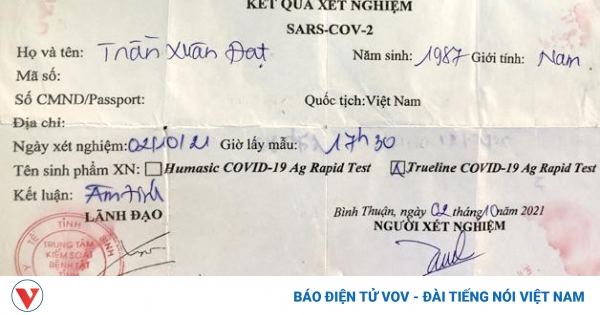 KẾT QUẢ XÉT NGHIỆM
SARS-COV-2
Họ và tên: Trần Xuân Đạt Năm sinh: 1987 Giới tính: Nam
Mã số:
Số CMND/Passport: Quốc tịch: Việt Nam
Địa chỉ:
Ngày xét nghiệm: 02/10/21 Giờ lấy mẫu: 17h30
Tên sinh phẩm XN: Humasic COVID-19 Ag Rapid Test Trueline COVID-19 Ag Rapid Test
Kết luận: Âm tính
LÃNH ĐẠO
Bình Thuận, ngày 02 tháng 10 năm 2021
NGƯỜI XÉT NGHIỆM
Y TẾ TỈNH
TRUNG TÂM
KIỂM SOÁT
BỆNH TẬT
TỈNH
V
BÁO ĐIỆN TỬ VOV - ĐÀI TIẾNG NÓI VIỆT NAM